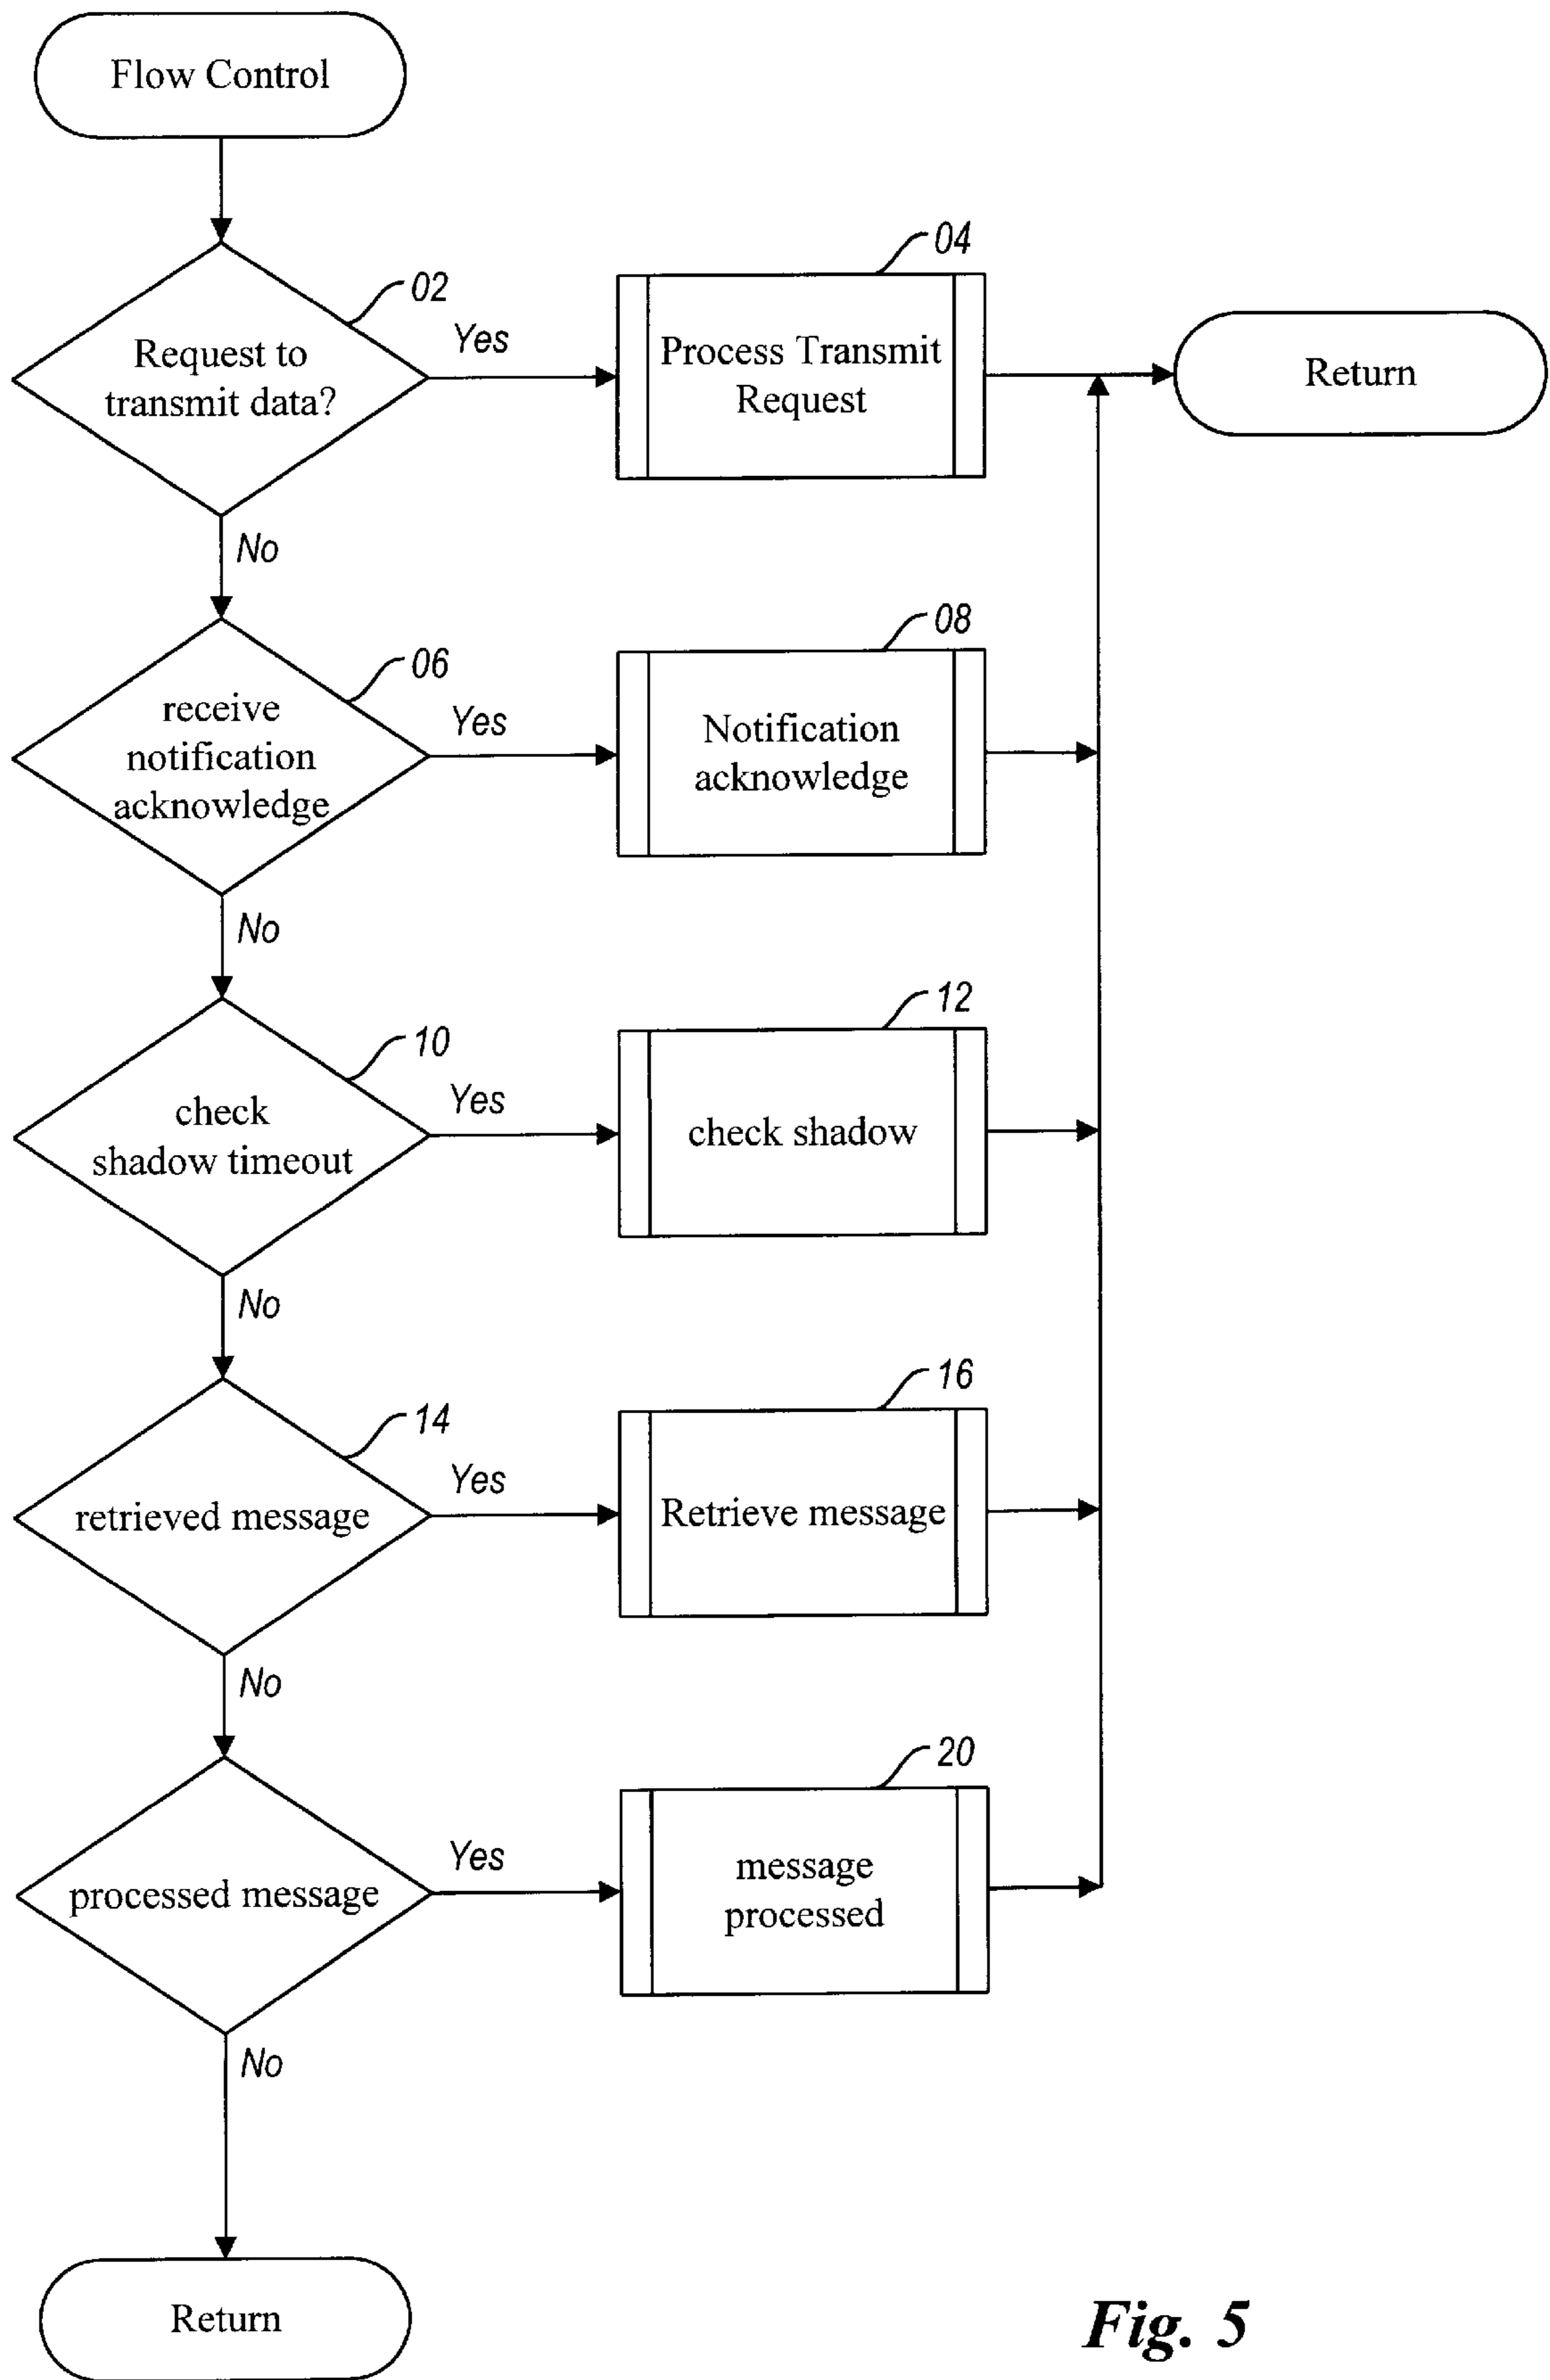 Flow Control
02
Request to
transmit data?
Yes
04
Process Transmit
Request
Return
No
06
receive
notification
acknowledge
Yes
08
Notification
acknowledge
No
10
check
shadow timeout
Yes
12
check shadow
No
14
retrieved message
Yes
16
Retrieve message
No
processed message
Yes
20
message
processed
No
Return
Fig. 5